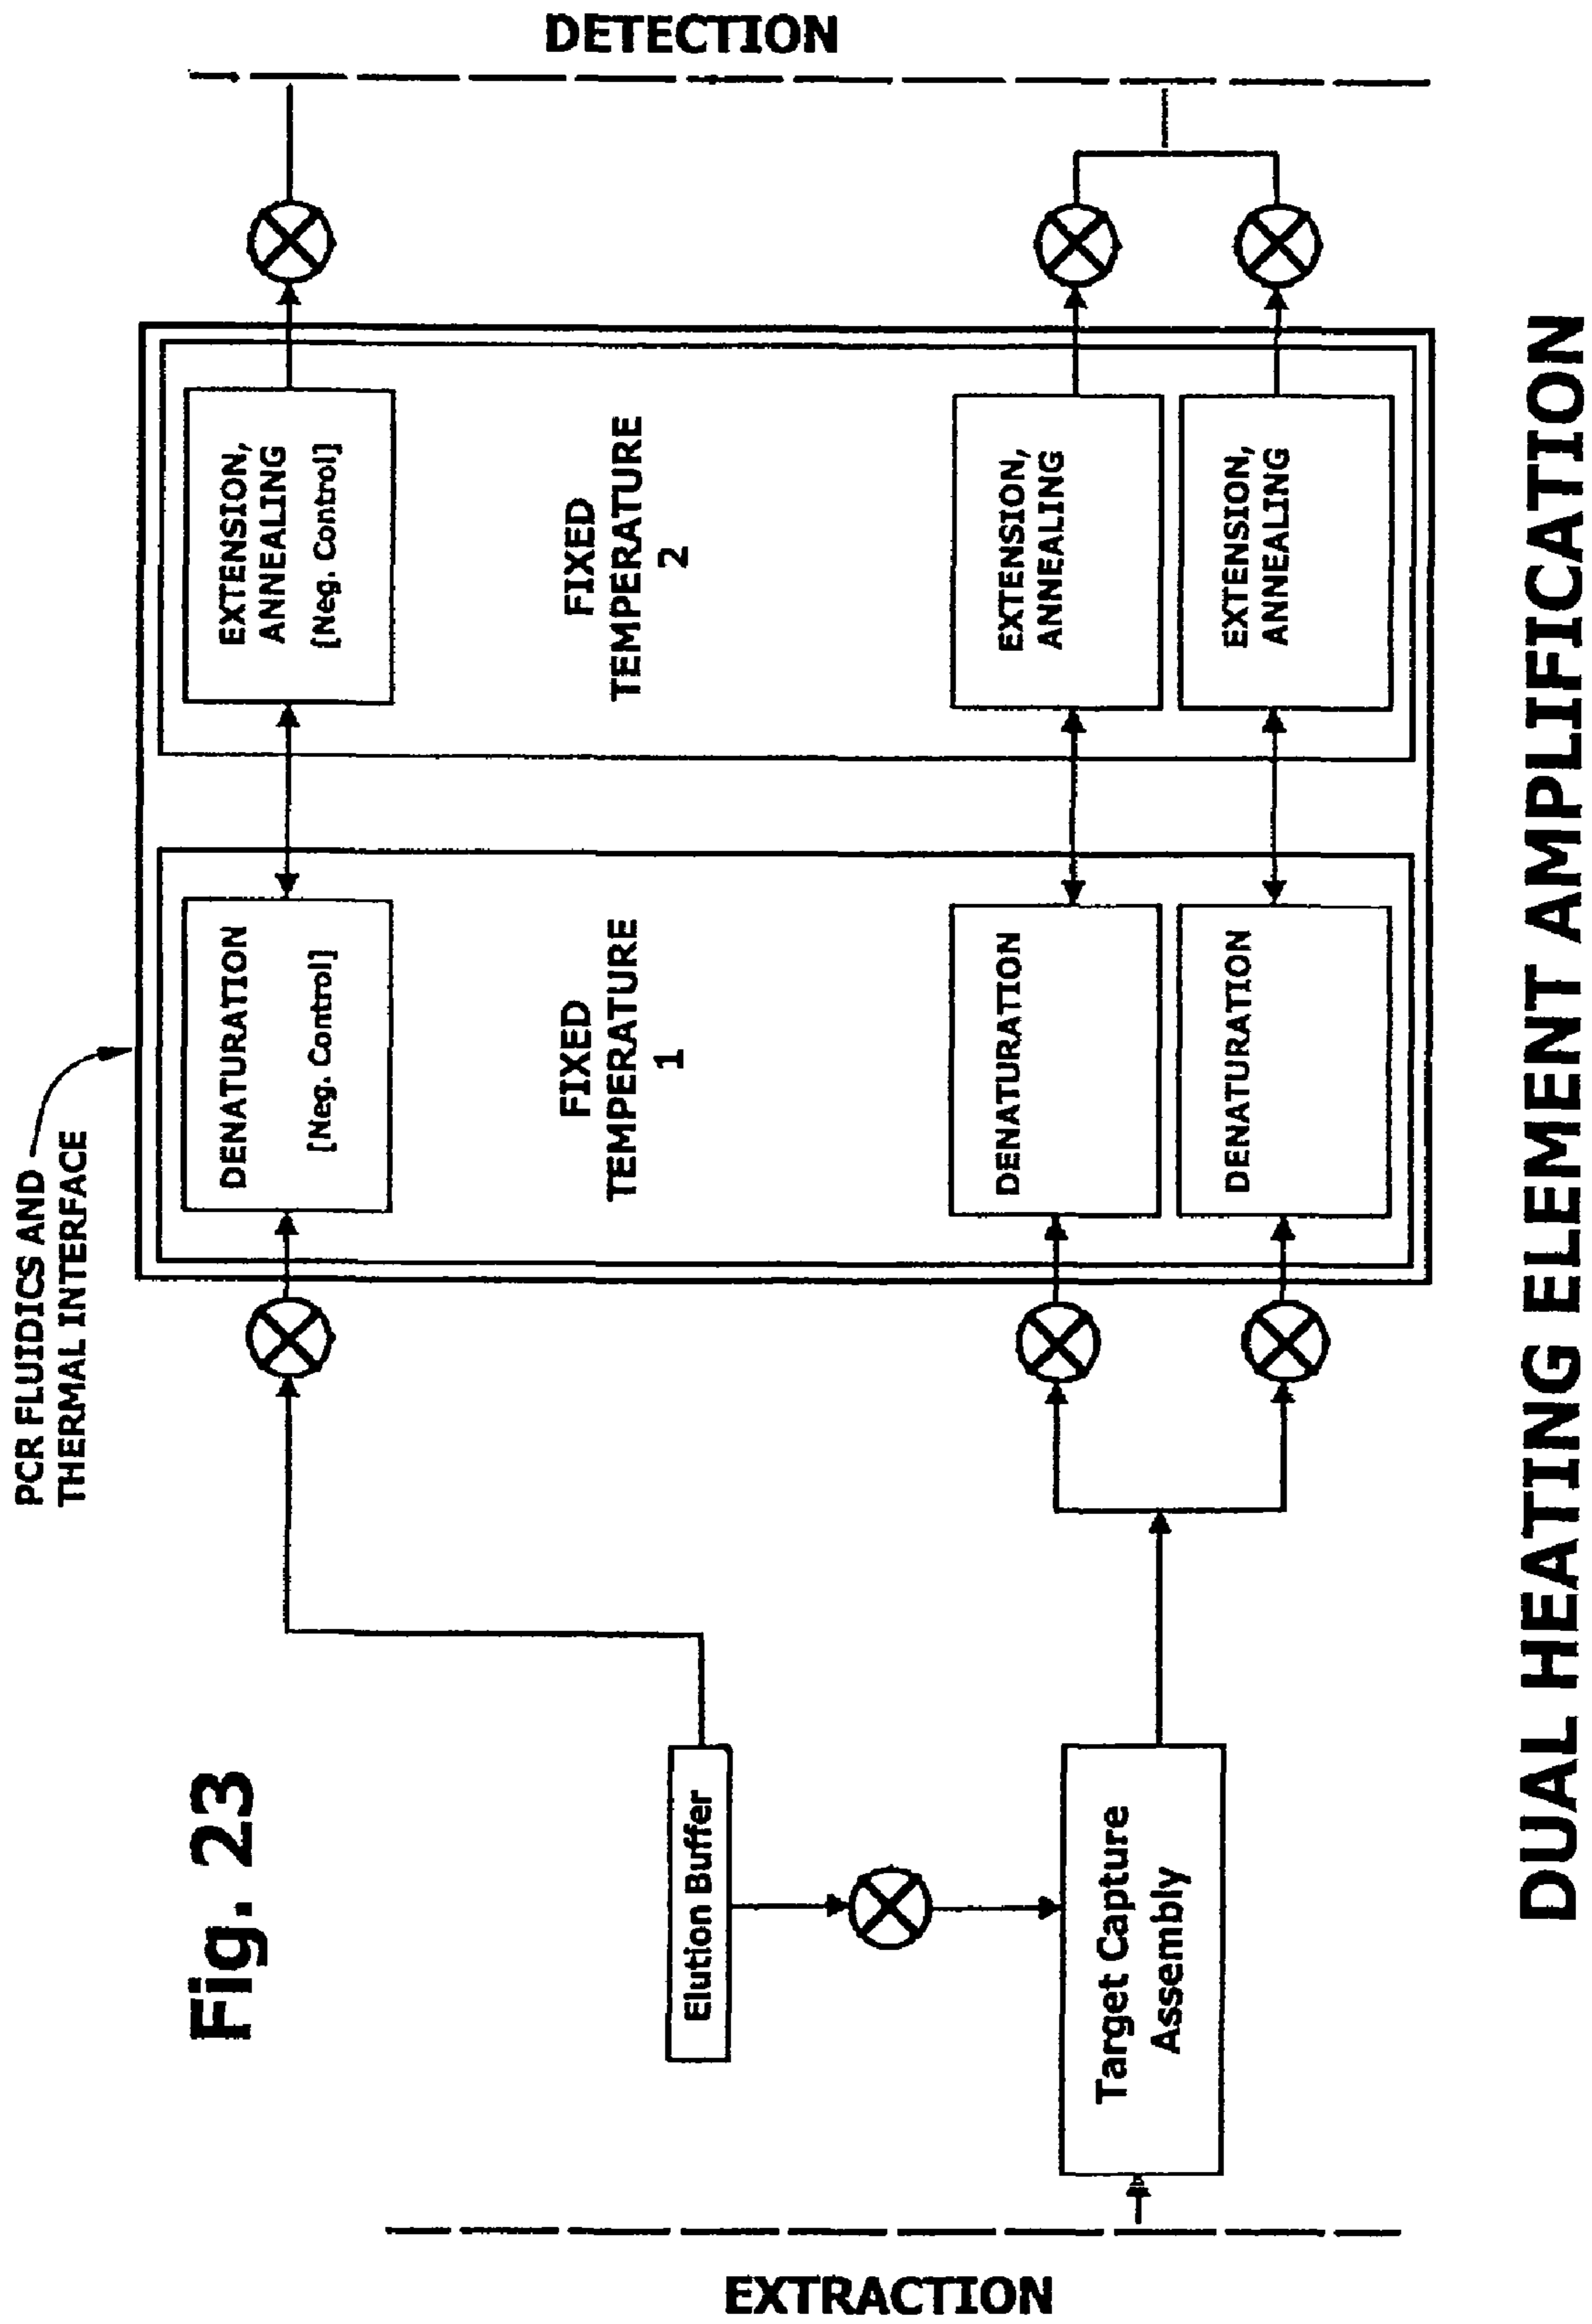 Fig. 23
PCR FLUIDICS AND
THERMAL INTERFACE
DETECTION
DENATURATION
[Neg. Control]
EXTENSION,
ANNEALING
[Neg. Control]
FIXED
TEMPERATURE
1
FIXED
TEMPERATURE
2
Elution Buffer
DENATURATION
EXTENSION,
ANNEALING
Target Capture
Assembly
DENATURATION
EXTENSION,
ANNEALING
EXTRACTION
DUAL HEATING ELEMENT AMPLIFICATION